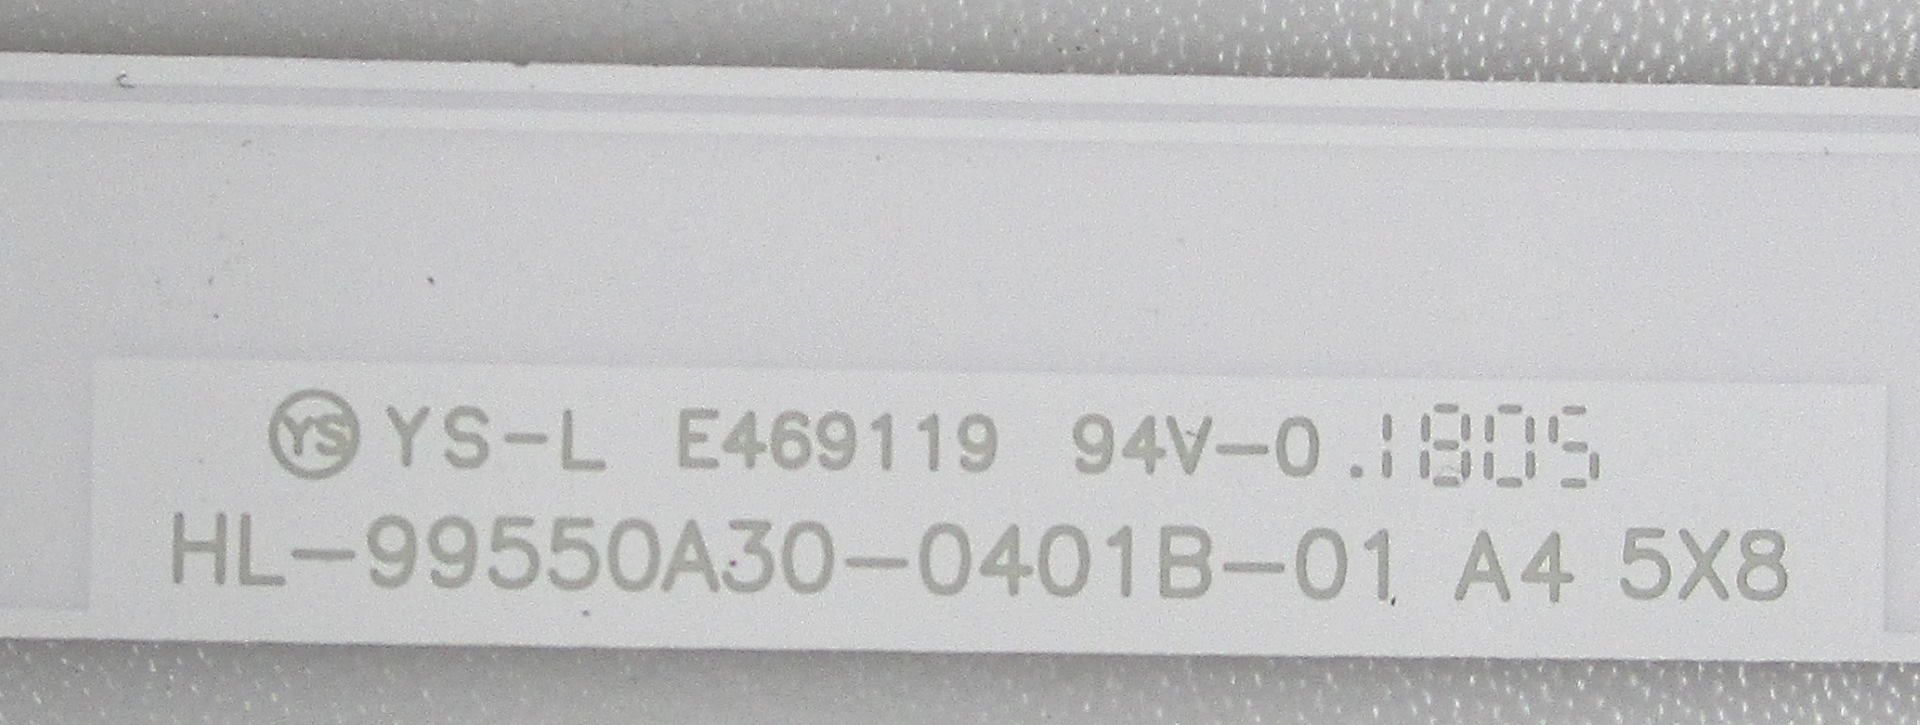 YS YS-L E469119 94V-0 .1805
HL-99550A30-0401B-01 A4 5X8